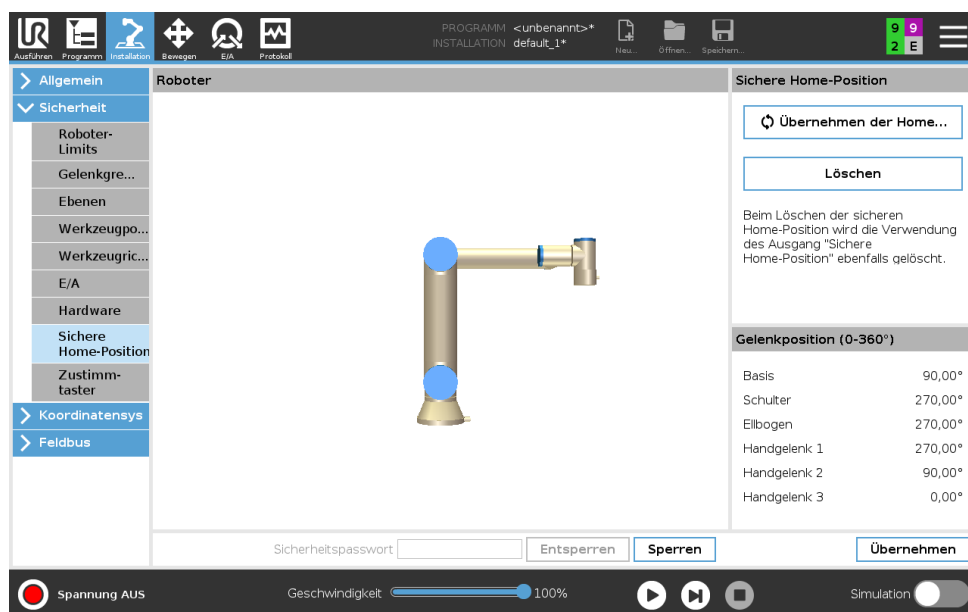 PROGRAMM <unbenannt>*
INSTALLATION default_1*
UR
Ausführen
Programm
Installation
Bewegen
E/A
Protokoll
Neu...
Öffnen...
Speichern...
9 9
2 E
Allgemein
Sicherheit
Roboter-
Limits
Gelenkgre...
Ebenen
Werkzeugpo...
Werkzeugric...
E/A
Hardware
Sichere
Home-Position
Zustimm-
taster
Koordinatensys
Feldbus
Roboter
Sichere Home-Position
Übernehmen der Home...
Löschen
Beim Löschen der sicheren
Home-Position wird die Verwendung
des Ausgang "Sichere
Home-Position" ebenfalls gelöscht.
Gelenkposition (0-360°)
Basis 90,00°
Schulter 270,00°
Ellbogen 270,00°
Handgelenk 1 270,00°
Handgelenk 2 90,00°
Handgelenk 3 0,00°
Sicherheitspasswort
Entsperren
Sperren
Übernehmen
Spannung AUS
Geschwindigkeit
100%
Simulation